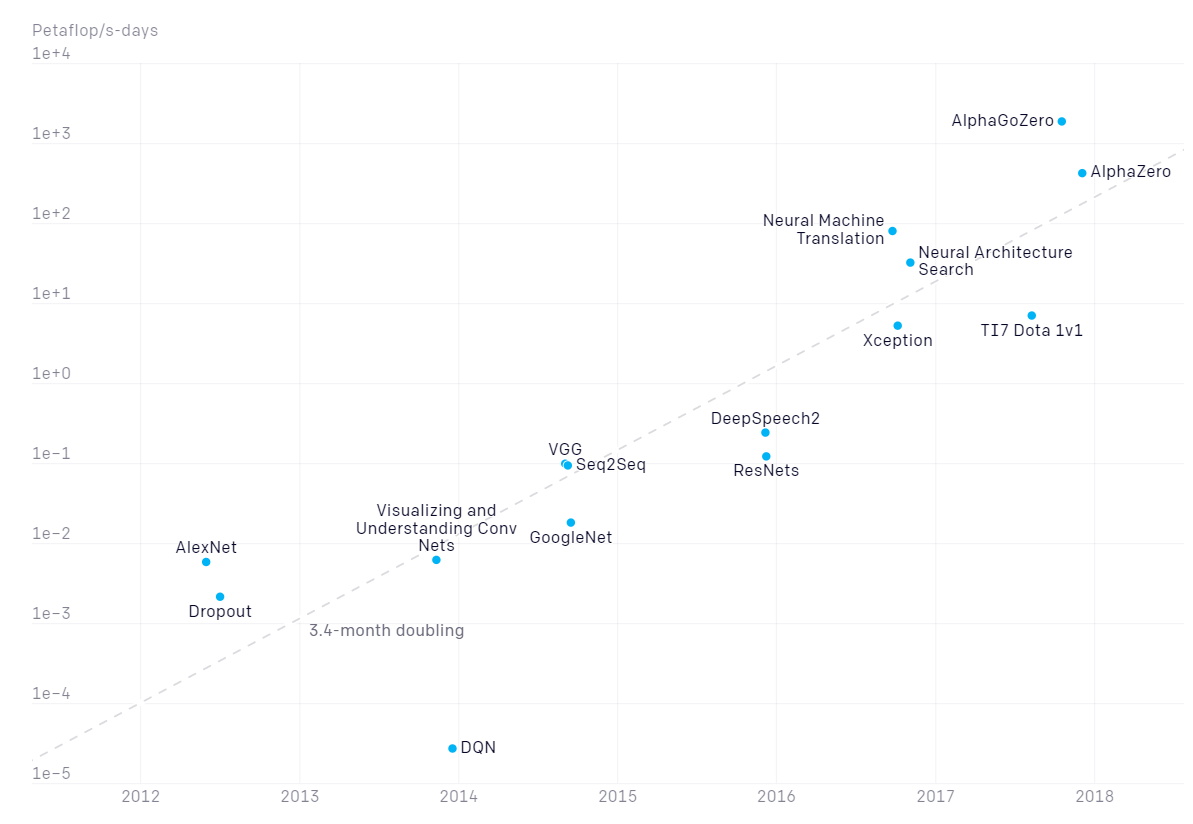 Petaflop/s-days
1e+4
1e+3
1e+2
1e+1
1e+0
1e-1
1e-2
1e-3
1e-4
1e-5
AlphaGoZero
AlphaZero
Neural Machine
Translation
Neural Architecture
Search
Xception
TI7 Dota 1v1
DeepSpeech2
ResNets
VGG
Seq2Seq
GoogleNet
Visualizing and
Understanding Conv
Nets
AlexNet
Dropout
3.4-month doubling
DQN
2012
2013
2014
2015
2016
2017
2018